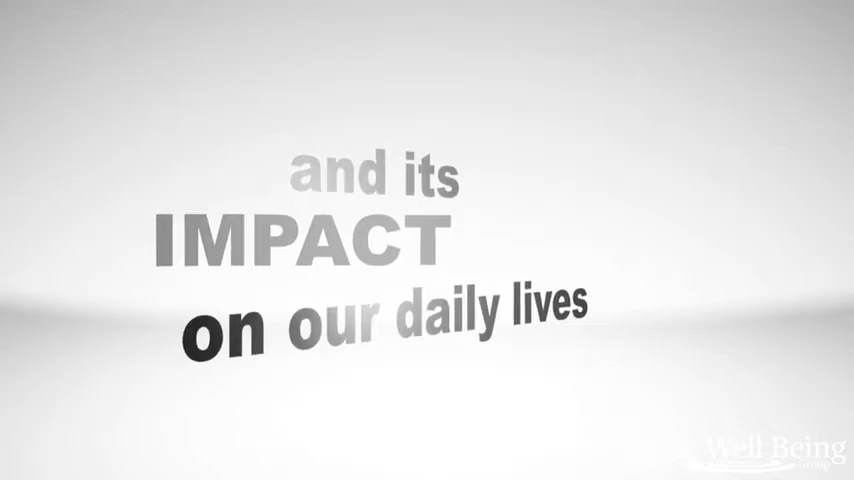 and its
IMPACT
on our daily lives
Well Being
Group